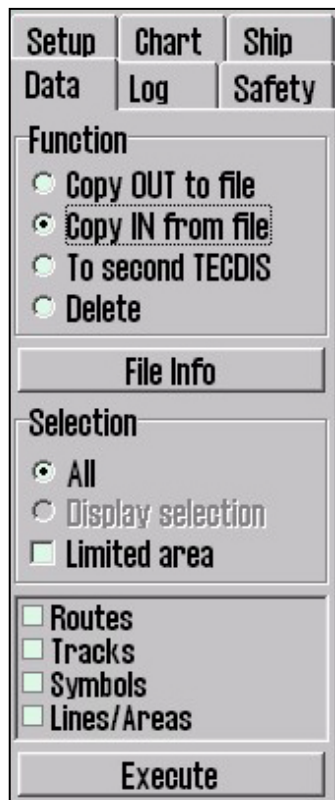 Setup Chart Ship
Data Log Safety
Function
Copy OUT to file
Copy IN from file
To second TECDIS
Delete
File Info
Selection
All
Display selection
Limited area
Routes
Tracks
Symbols
Lines/Areas
Execute